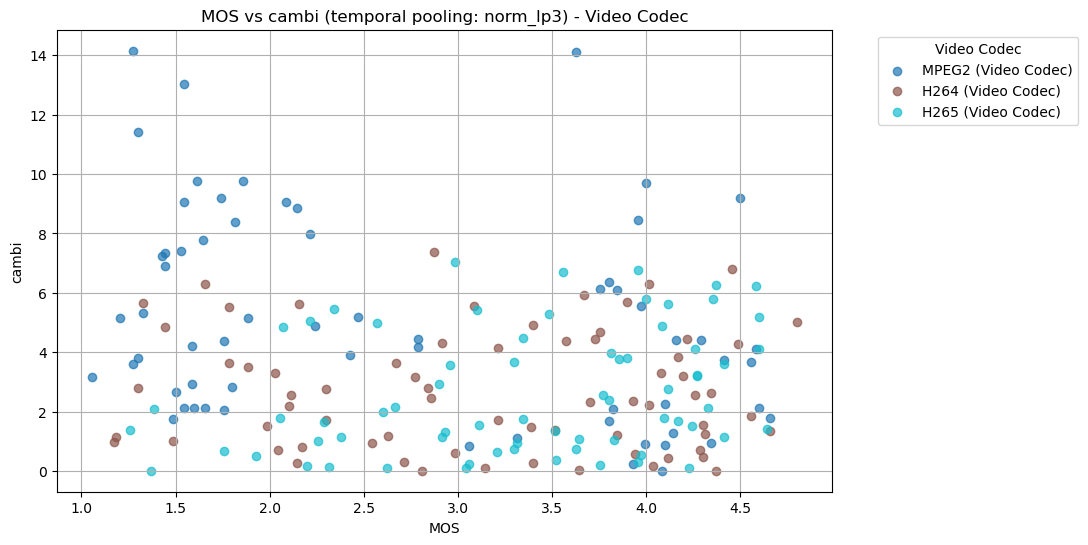 MOS vs cambi (temporal pooling: norm_lp3) - Video Codec
Video Codec
MPEG2 (Video Codec)
H264 (Video Codec)
H265 (Video Codec)
cambi
14
12
10
8
6
4
2
0
1.0 1.5 2.0 2.5 3.0 3.5 4.0 4.5
MOS